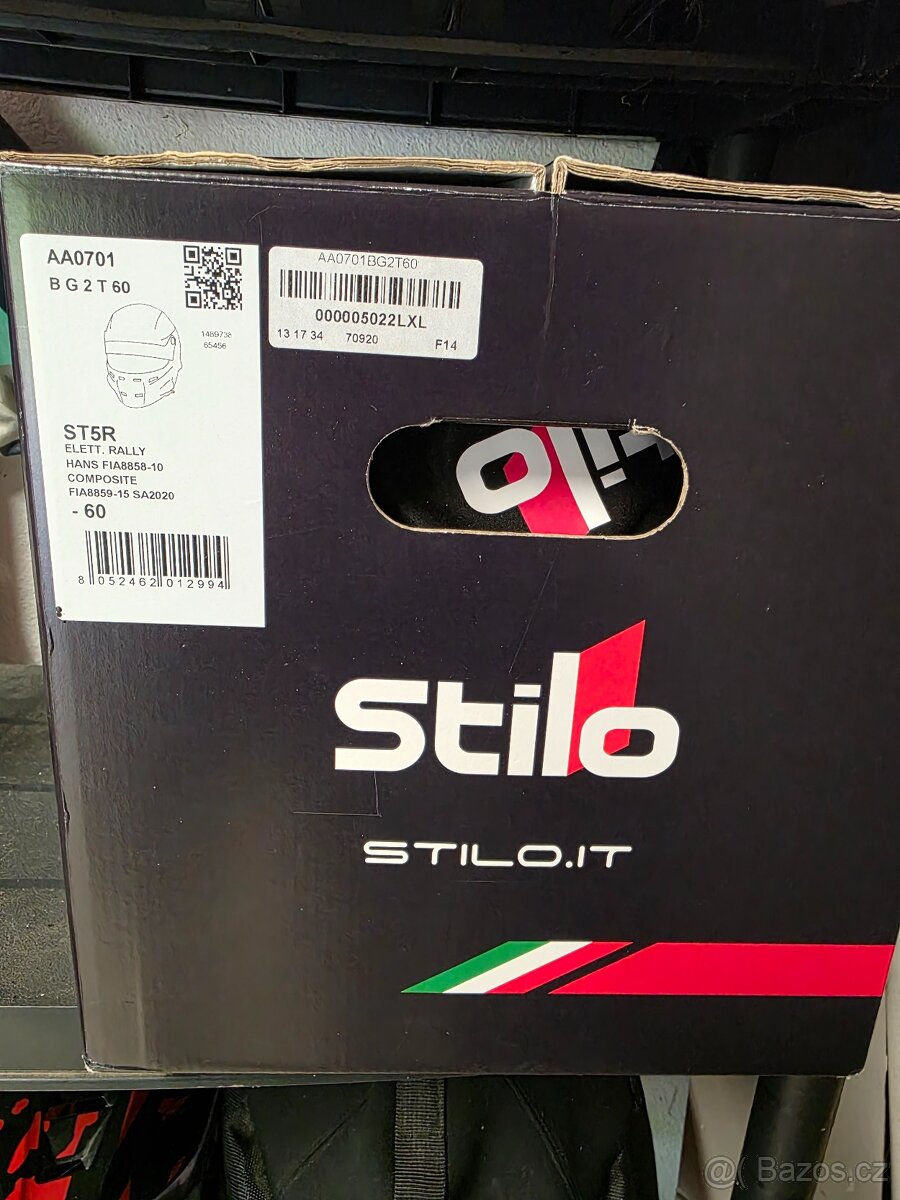 AA0701
B G 2 T 60
1489738
65456
ST5R
ELETT. RALLY
HANS FIA8858-10
COMPOSITE
FIA8859-15 SA2020
- 60
8 052462 012994
AA0701BG2T60
000005022LXL
13 17 34 70920 F14
Stilo
Stilo
STILO.IT
@( Bazos.cz